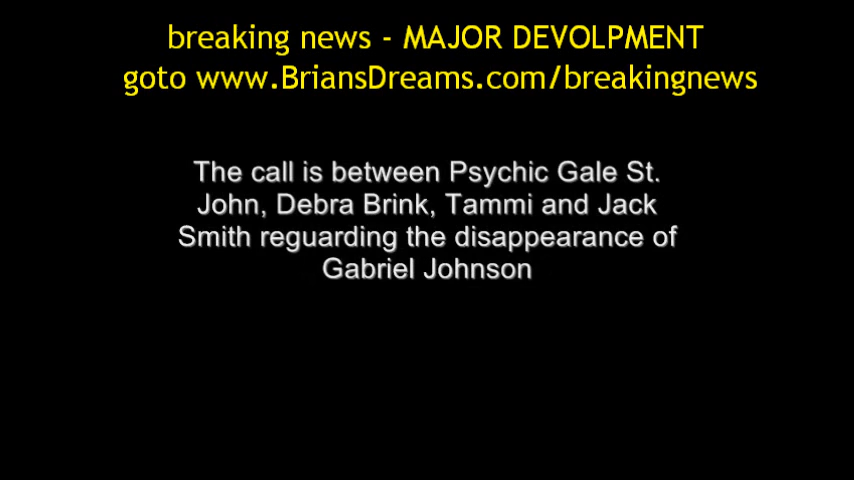 breaking news - MAJOR DEVOLPMENT
goto www.BriansDreams.com/breakingnews
The call is between Psychic Gale St.
John, Debra Brink, Tammi and Jack
Smith reguarding the disappearance of
Gabriel Johnson